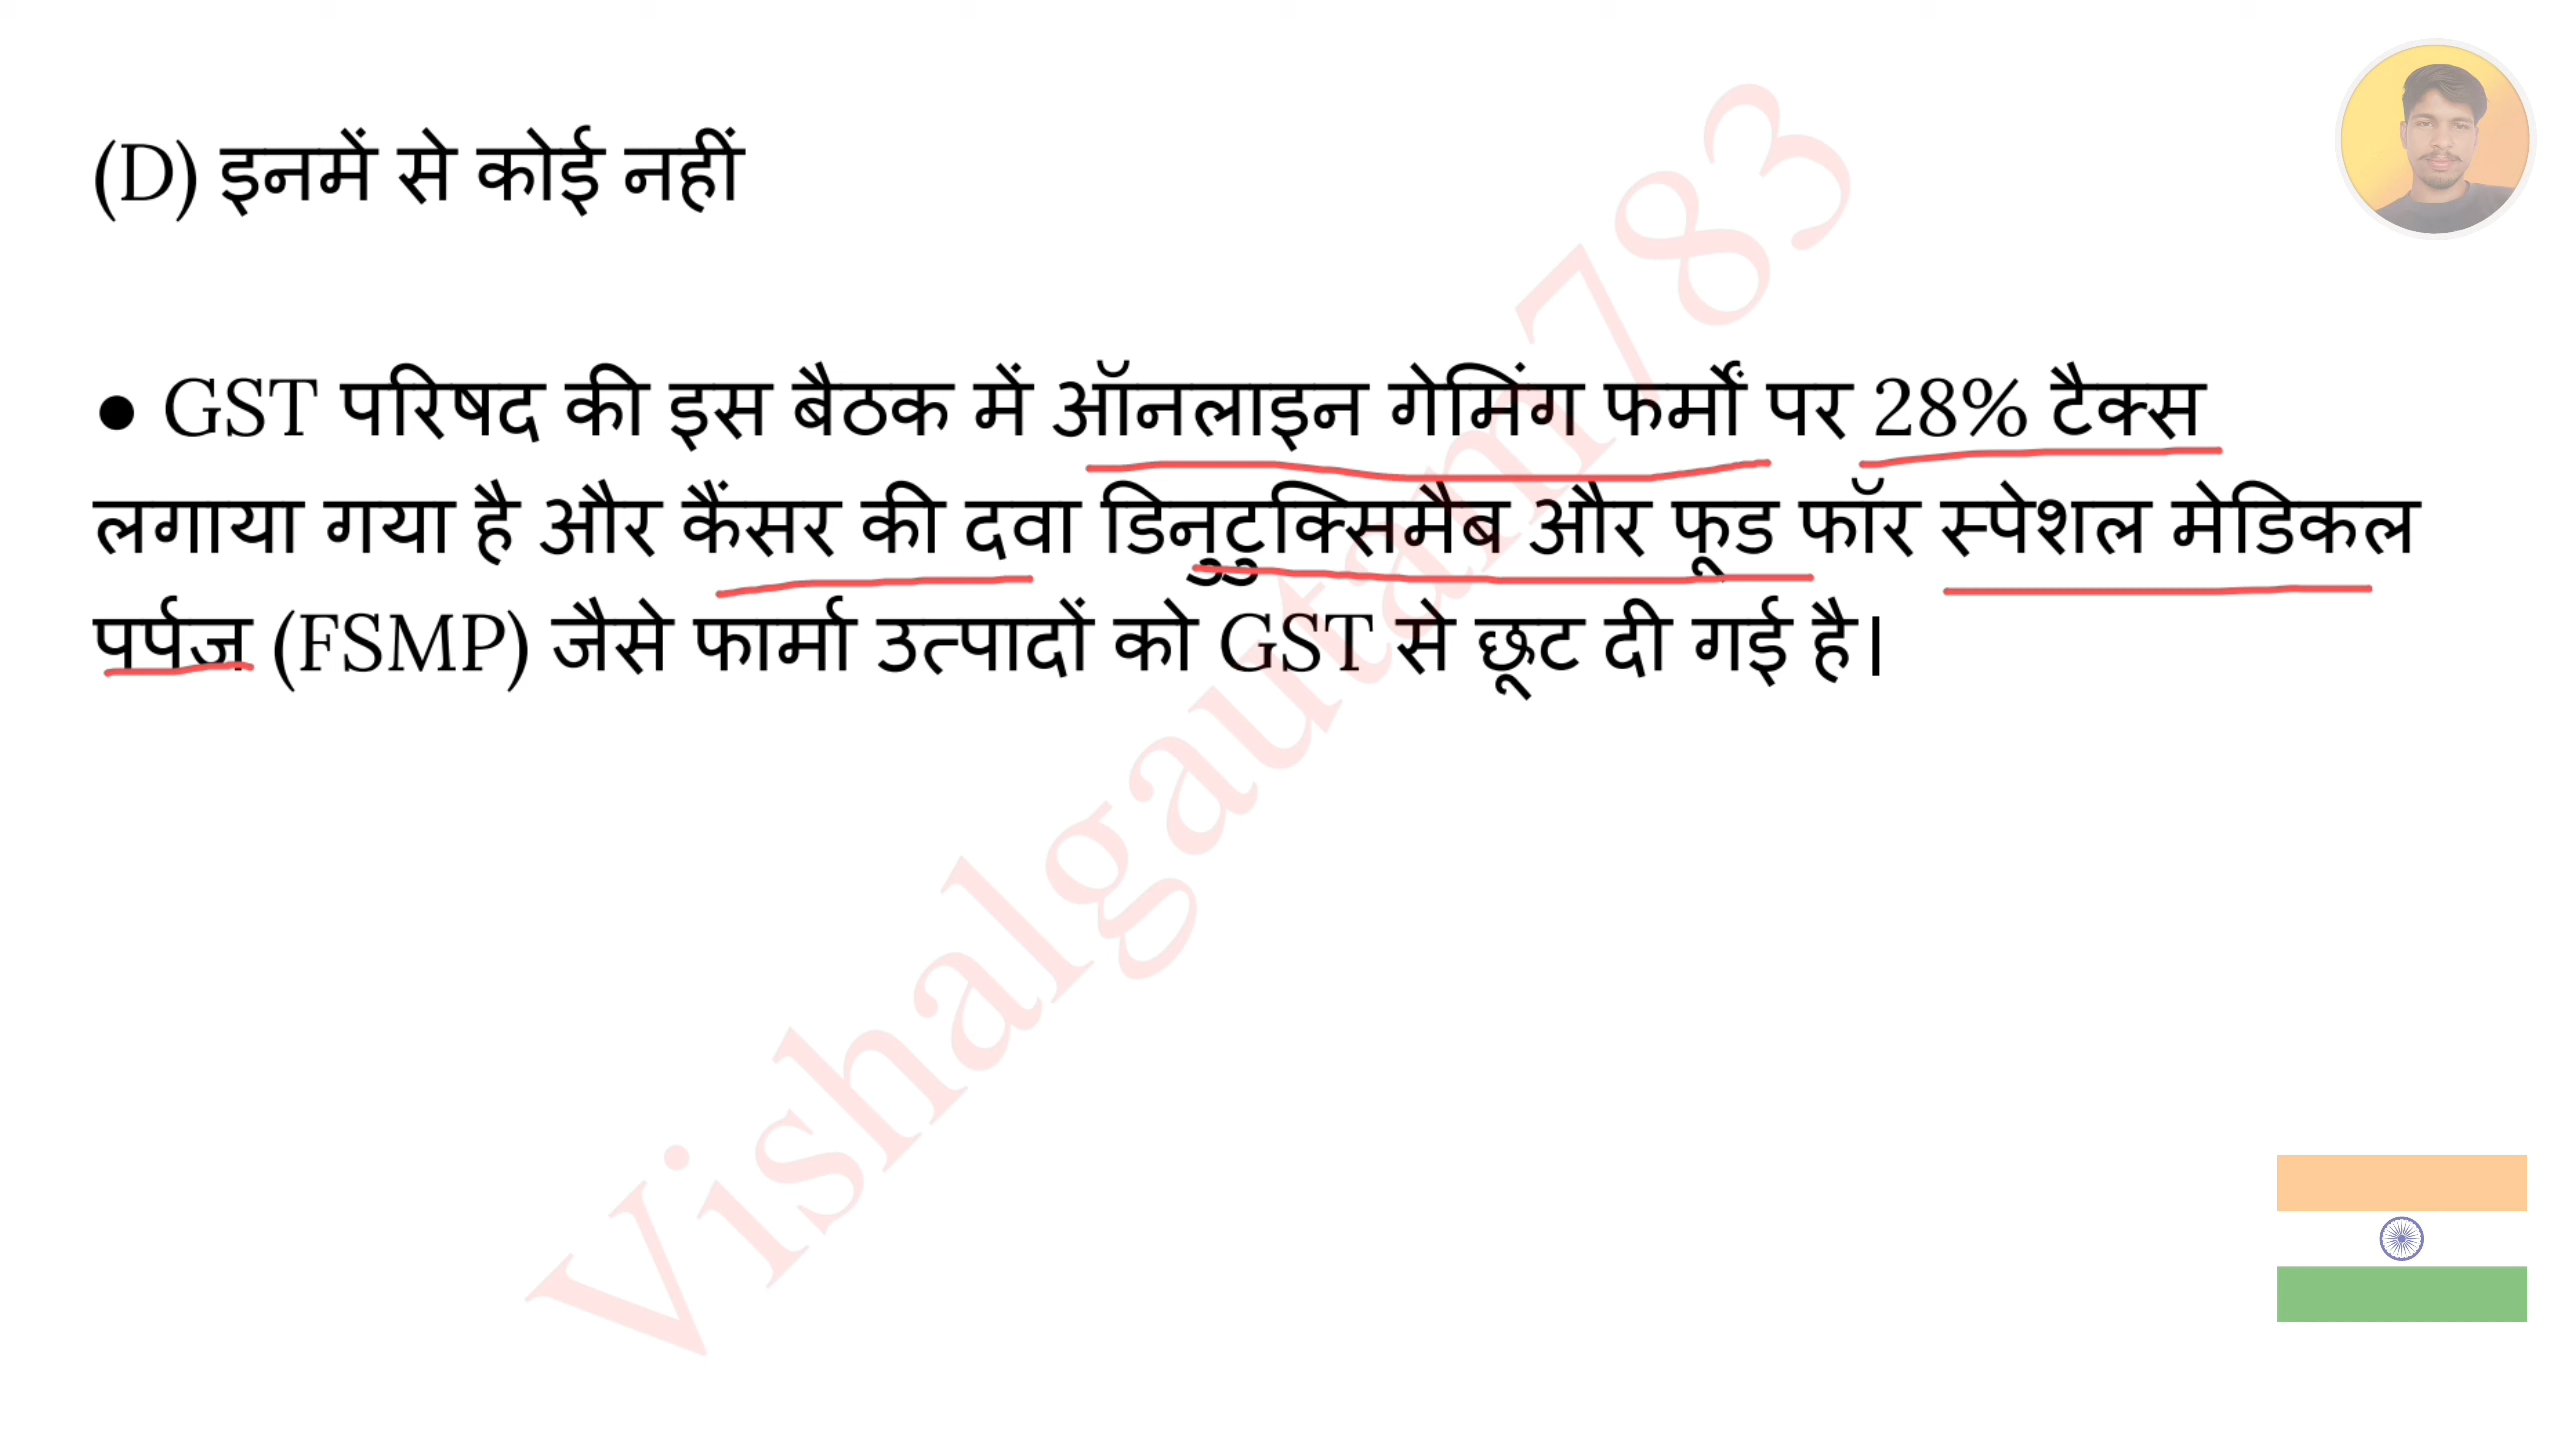 (D) इनमें से कोई नहीं
● GST परिषद की इस बैठक में ऑनलाइन गेमिंग फर्मों पर 28% टैक्स
लगाया गया है और कैंसर की दवा डिनुटुक्सिमैब और फूड फॉर स्पेशल मेडिकल
पर्पज (FSMP) जैसे फार्मा उत्पादों को GST से छूट दी गई है।
Vishalgautam783